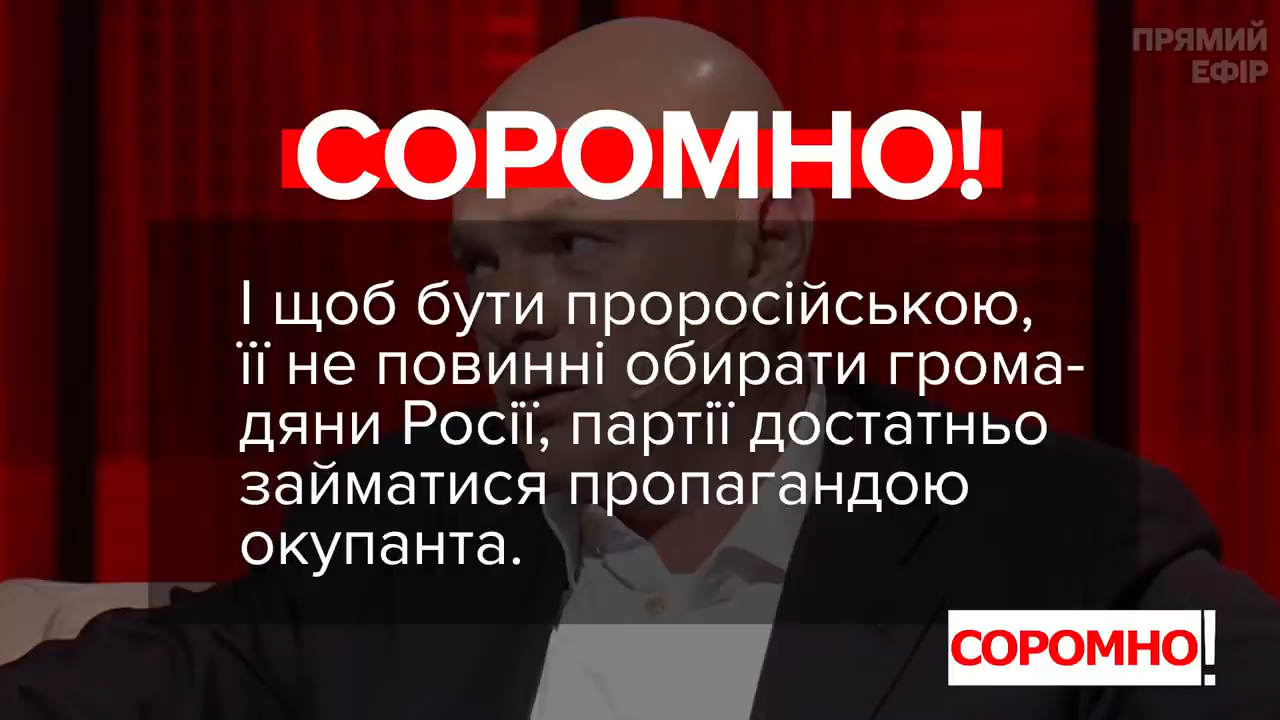 ПРЯМИЙ
ЕФІР
СОРОМНО!
І щоб бути проросійською,
її не повинні обирати грома-
дяни Росії, партії достатньо
займатися пропагандою
окупанта.
СОРОМНО!